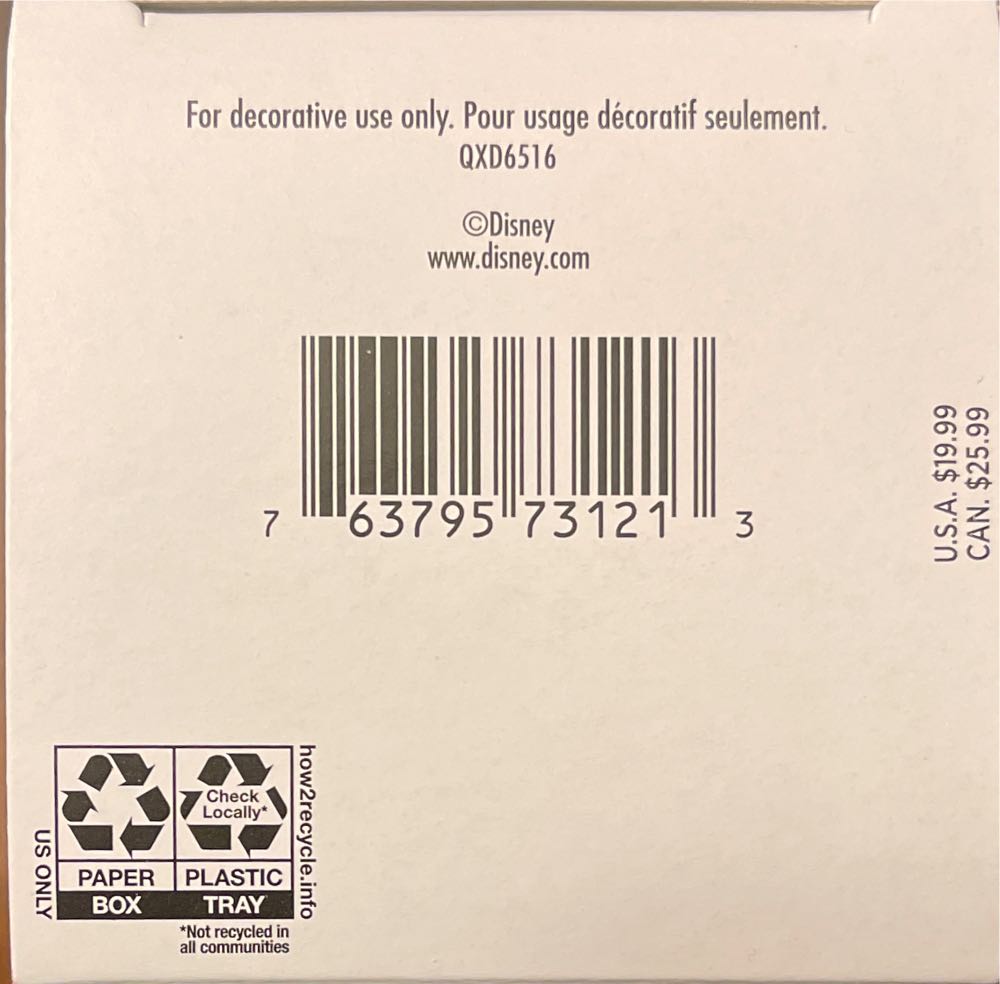 For decorative use only. Pour usage décoratif seulement.
QXD6516
©Disney
www.disney.com
7 63795 73121 3
U.S.A. $19.99
CAN. $25.99
US ONLY
Check
Locally*
PAPER PLASTIC
BOX TRAY
how2recycle.info
*Not recycled in
all communities